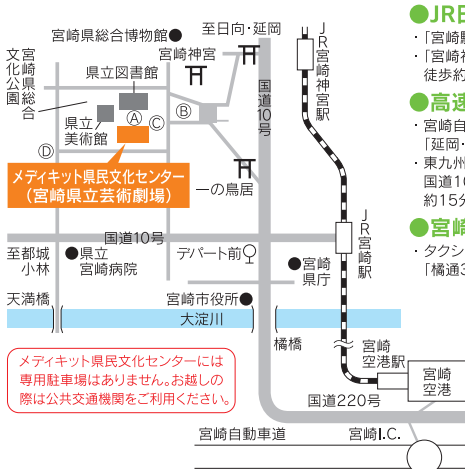 宮崎県総合博物館●
至日向・延岡
宮崎県総合
文化公園
県立図書館
宮崎神宮
県立
美術館
Ⓐ
Ⓑ
Ⓒ
Ⓓ
国道10号
JR宮崎神宮駅
メディキット県民文化センター
(宮崎県立芸術劇場)
一の鳥居
国道10号
至都城
小林
●県立
宮崎病院
デパート前
●宮崎
県庁
JR宮崎駅
天満橋
宮崎市役所●
大淀川
橘橋
メディキット県民文化センターには
専用駐車場はありません。お越しの
際は公共交通機関をご利用ください。
宮崎
空港駅
宮崎
空港
国道220号
宮崎自動車道
宮崎I.C.
●JR日
・「宮崎駅
・「宮崎神
徒歩約
●高速
・宮崎自
「延岡・
・東九州
国道10
約15分
●宮崎
・タクシ
「橘通3